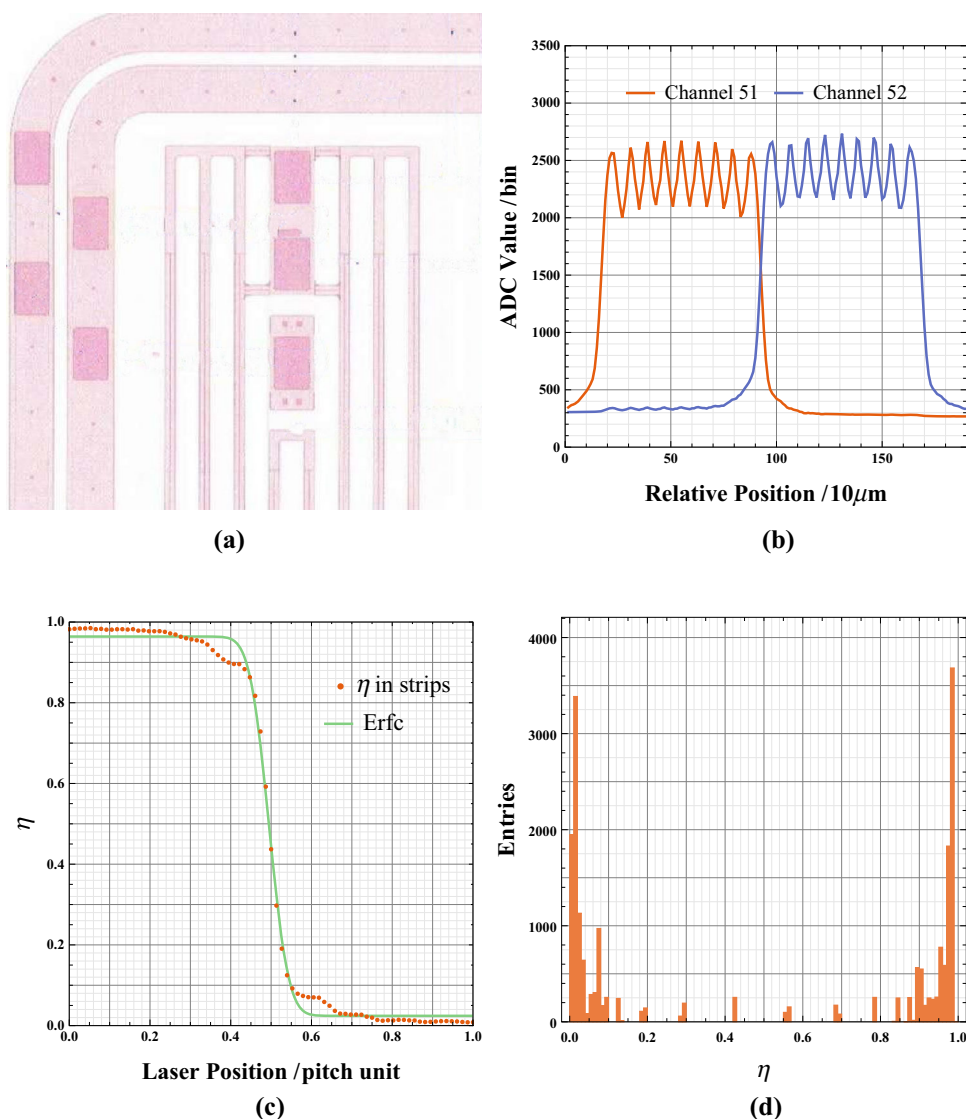 (a)
3500
3000
2500
2000
1500
1000
500
0
ADC Value /bin
Channel 51
Channel 52
0
50
100
150
Relative Position /10μm
(b)
1.0
0.8
0.6
0.4
0.2
0.0
η
η in strips
Erfc
0.0
0.2
0.4
0.6
0.8
1.0
Laser Position /pitch unit
(c)
4000
3000
2000
1000
0
Entries
0.0
0.2
0.4
0.6
0.8
1.0
η
(d)